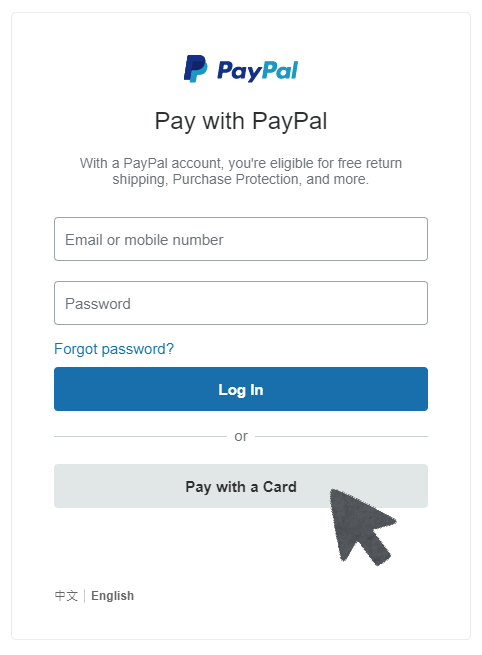 PayPal
Pay with PayPal
With a PayPal account, you're eligible for free return
shipping, Purchase Protection, and more.
Email or mobile number
Password
Forgot password?
Log In
or
Pay with a Card
中文 | English